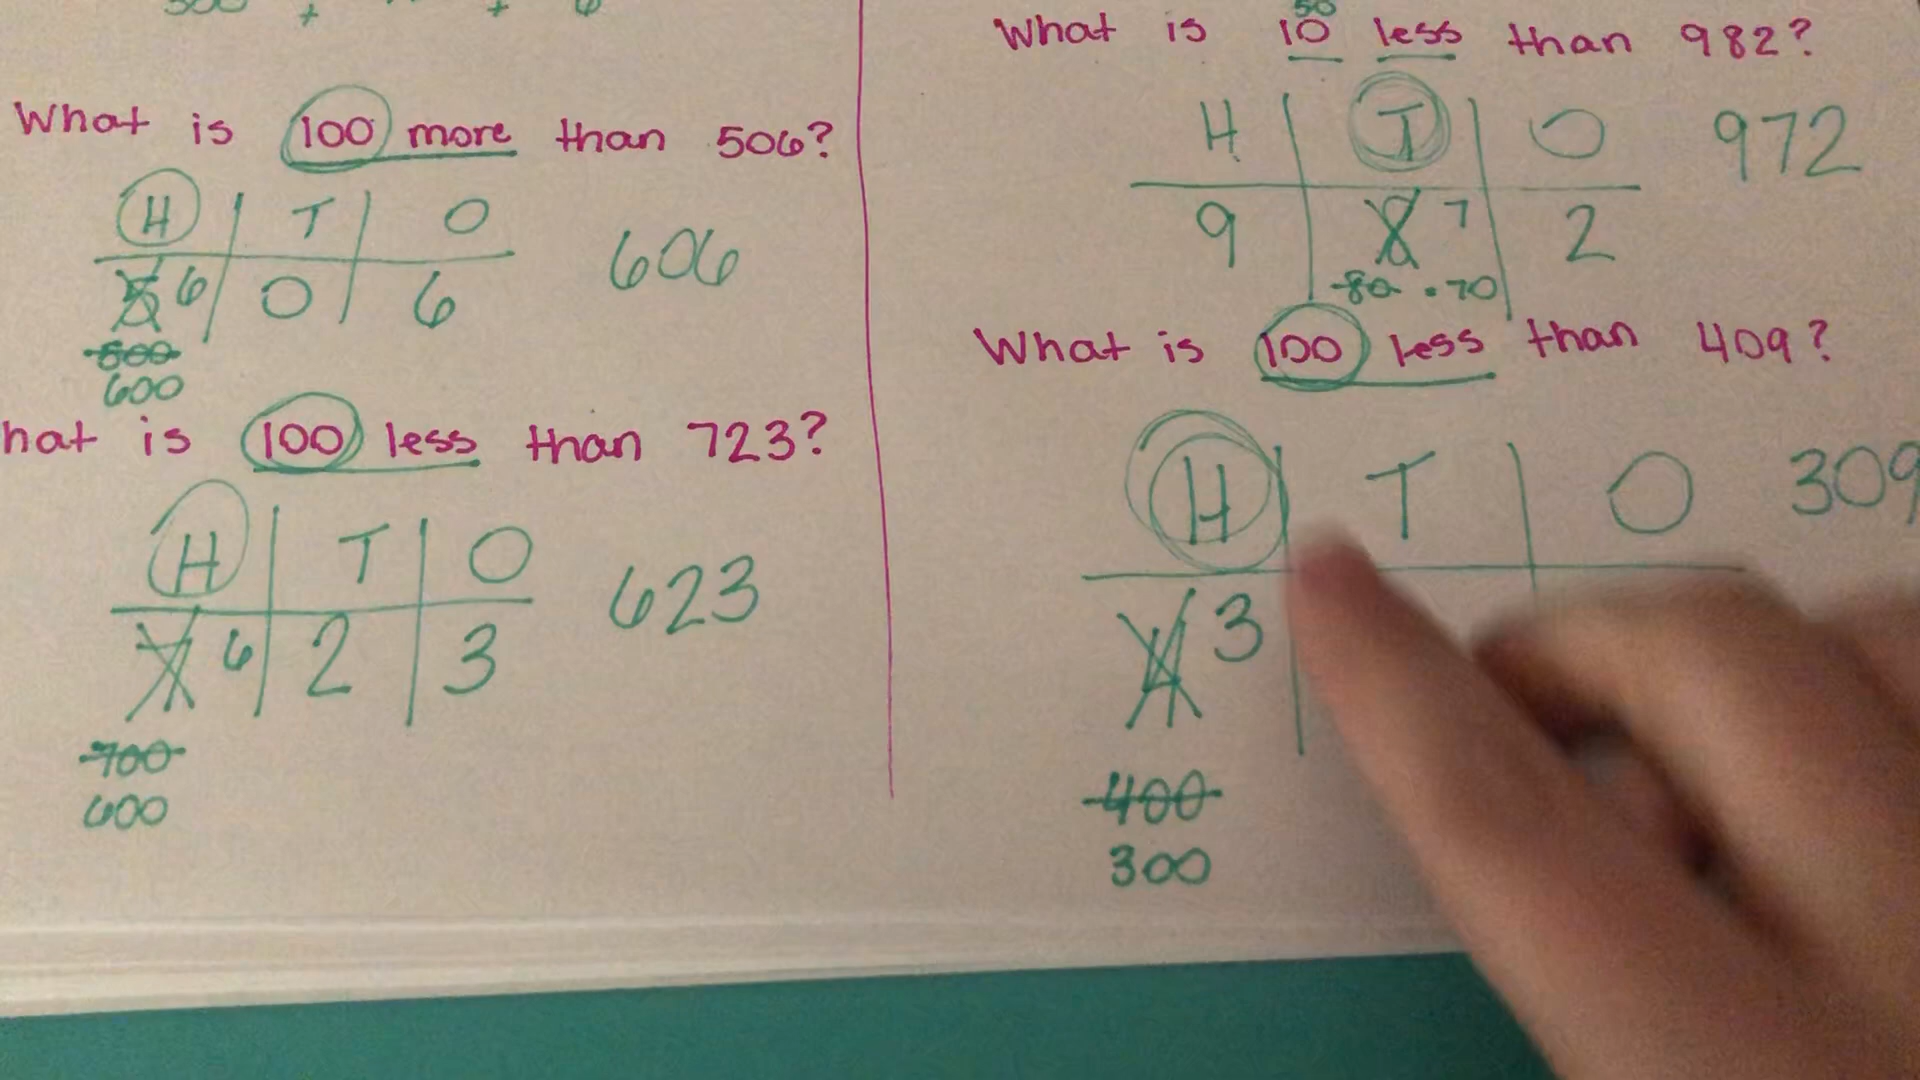 + + 6
What is 100 more than 506?
H T O
5 6 0 6 606
500
600
hat is 100 less than 723?
H T O
7 6 2 3 623
700
600
50
What is 10 less than 982?
H T O 972
9 8 7 2
80 . 70
What is 100 less than 409?
H T O 309
4 3
400
300